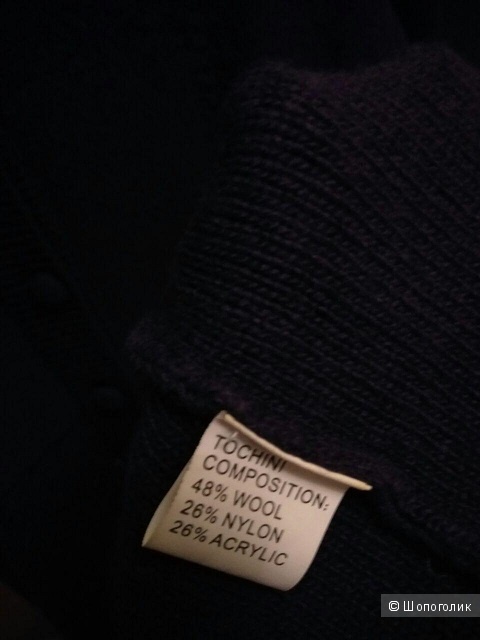 TOCHINI
COMPOSITION:
48% WOOL
26% NYLON
26% ACRYLIC
© Шопоголик